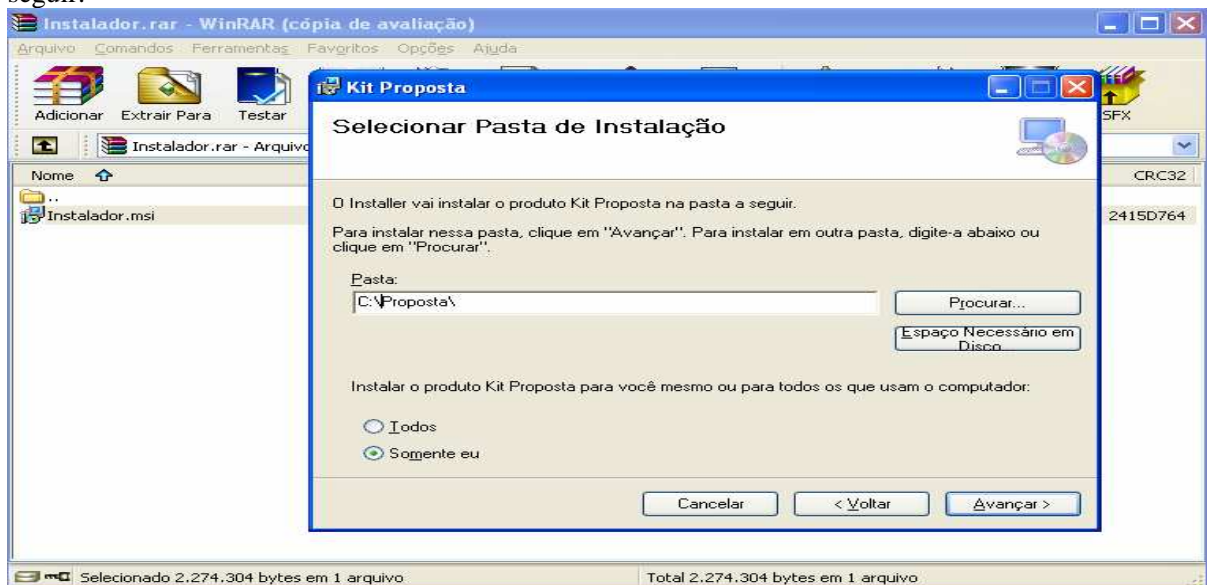 seguir:
Instalador.rar - WinRAR (cópia de avaliação)
Arquivo Comandos Ferramentas Favoritos Opções Ajuda
Adicionar Extrair Para Testar SFX
Instalador.rar - Arquivo
Nome CRC32
..
Instalador.msi 2415D764
Kit Proposta
Selecionar Pasta de Instalação
O Installer vai instalar o produto Kit Proposta na pasta a seguir.
Para instalar nessa pasta, clique em "Avançar". Para instalar em outra pasta, digite-a abaixo ou
clique em "Procurar".
Pasta:
C:\Proposta\
Procurar...
Espaço Necessário em
Disco...
Instalar o produto Kit Proposta para você mesmo ou para todos os que usam o computador:
Todos
Somente eu
Cancelar < Voltar Avançar >
Selecionado 2.274.304 bytes em 1 arquivo Total 2.274.304 bytes em 1 arquivo